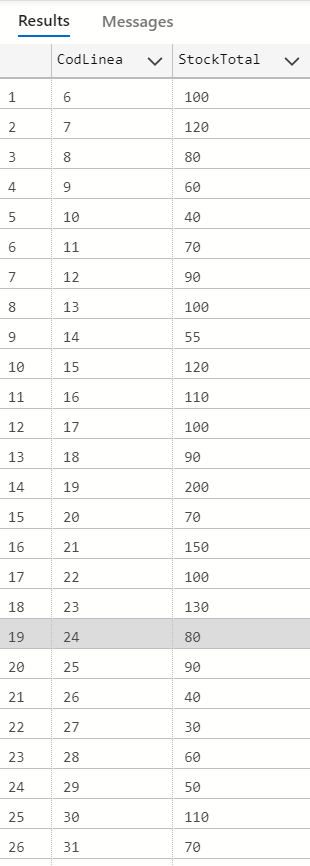 Results Messages
CodLinea StockTotal
1 6 100
2 7 120
3 8 80
4 9 60
5 10 40
6 11 70
7 12 90
8 13 100
9 14 55
10 15 120
11 16 110
12 17 100
13 18 90
14 19 200
15 20 70
16 21 150
17 22 100
18 23 130
19 24 80
20 25 90
21 26 40
22 27 30
23 28 60
24 29 50
25 30 110
26 31 70